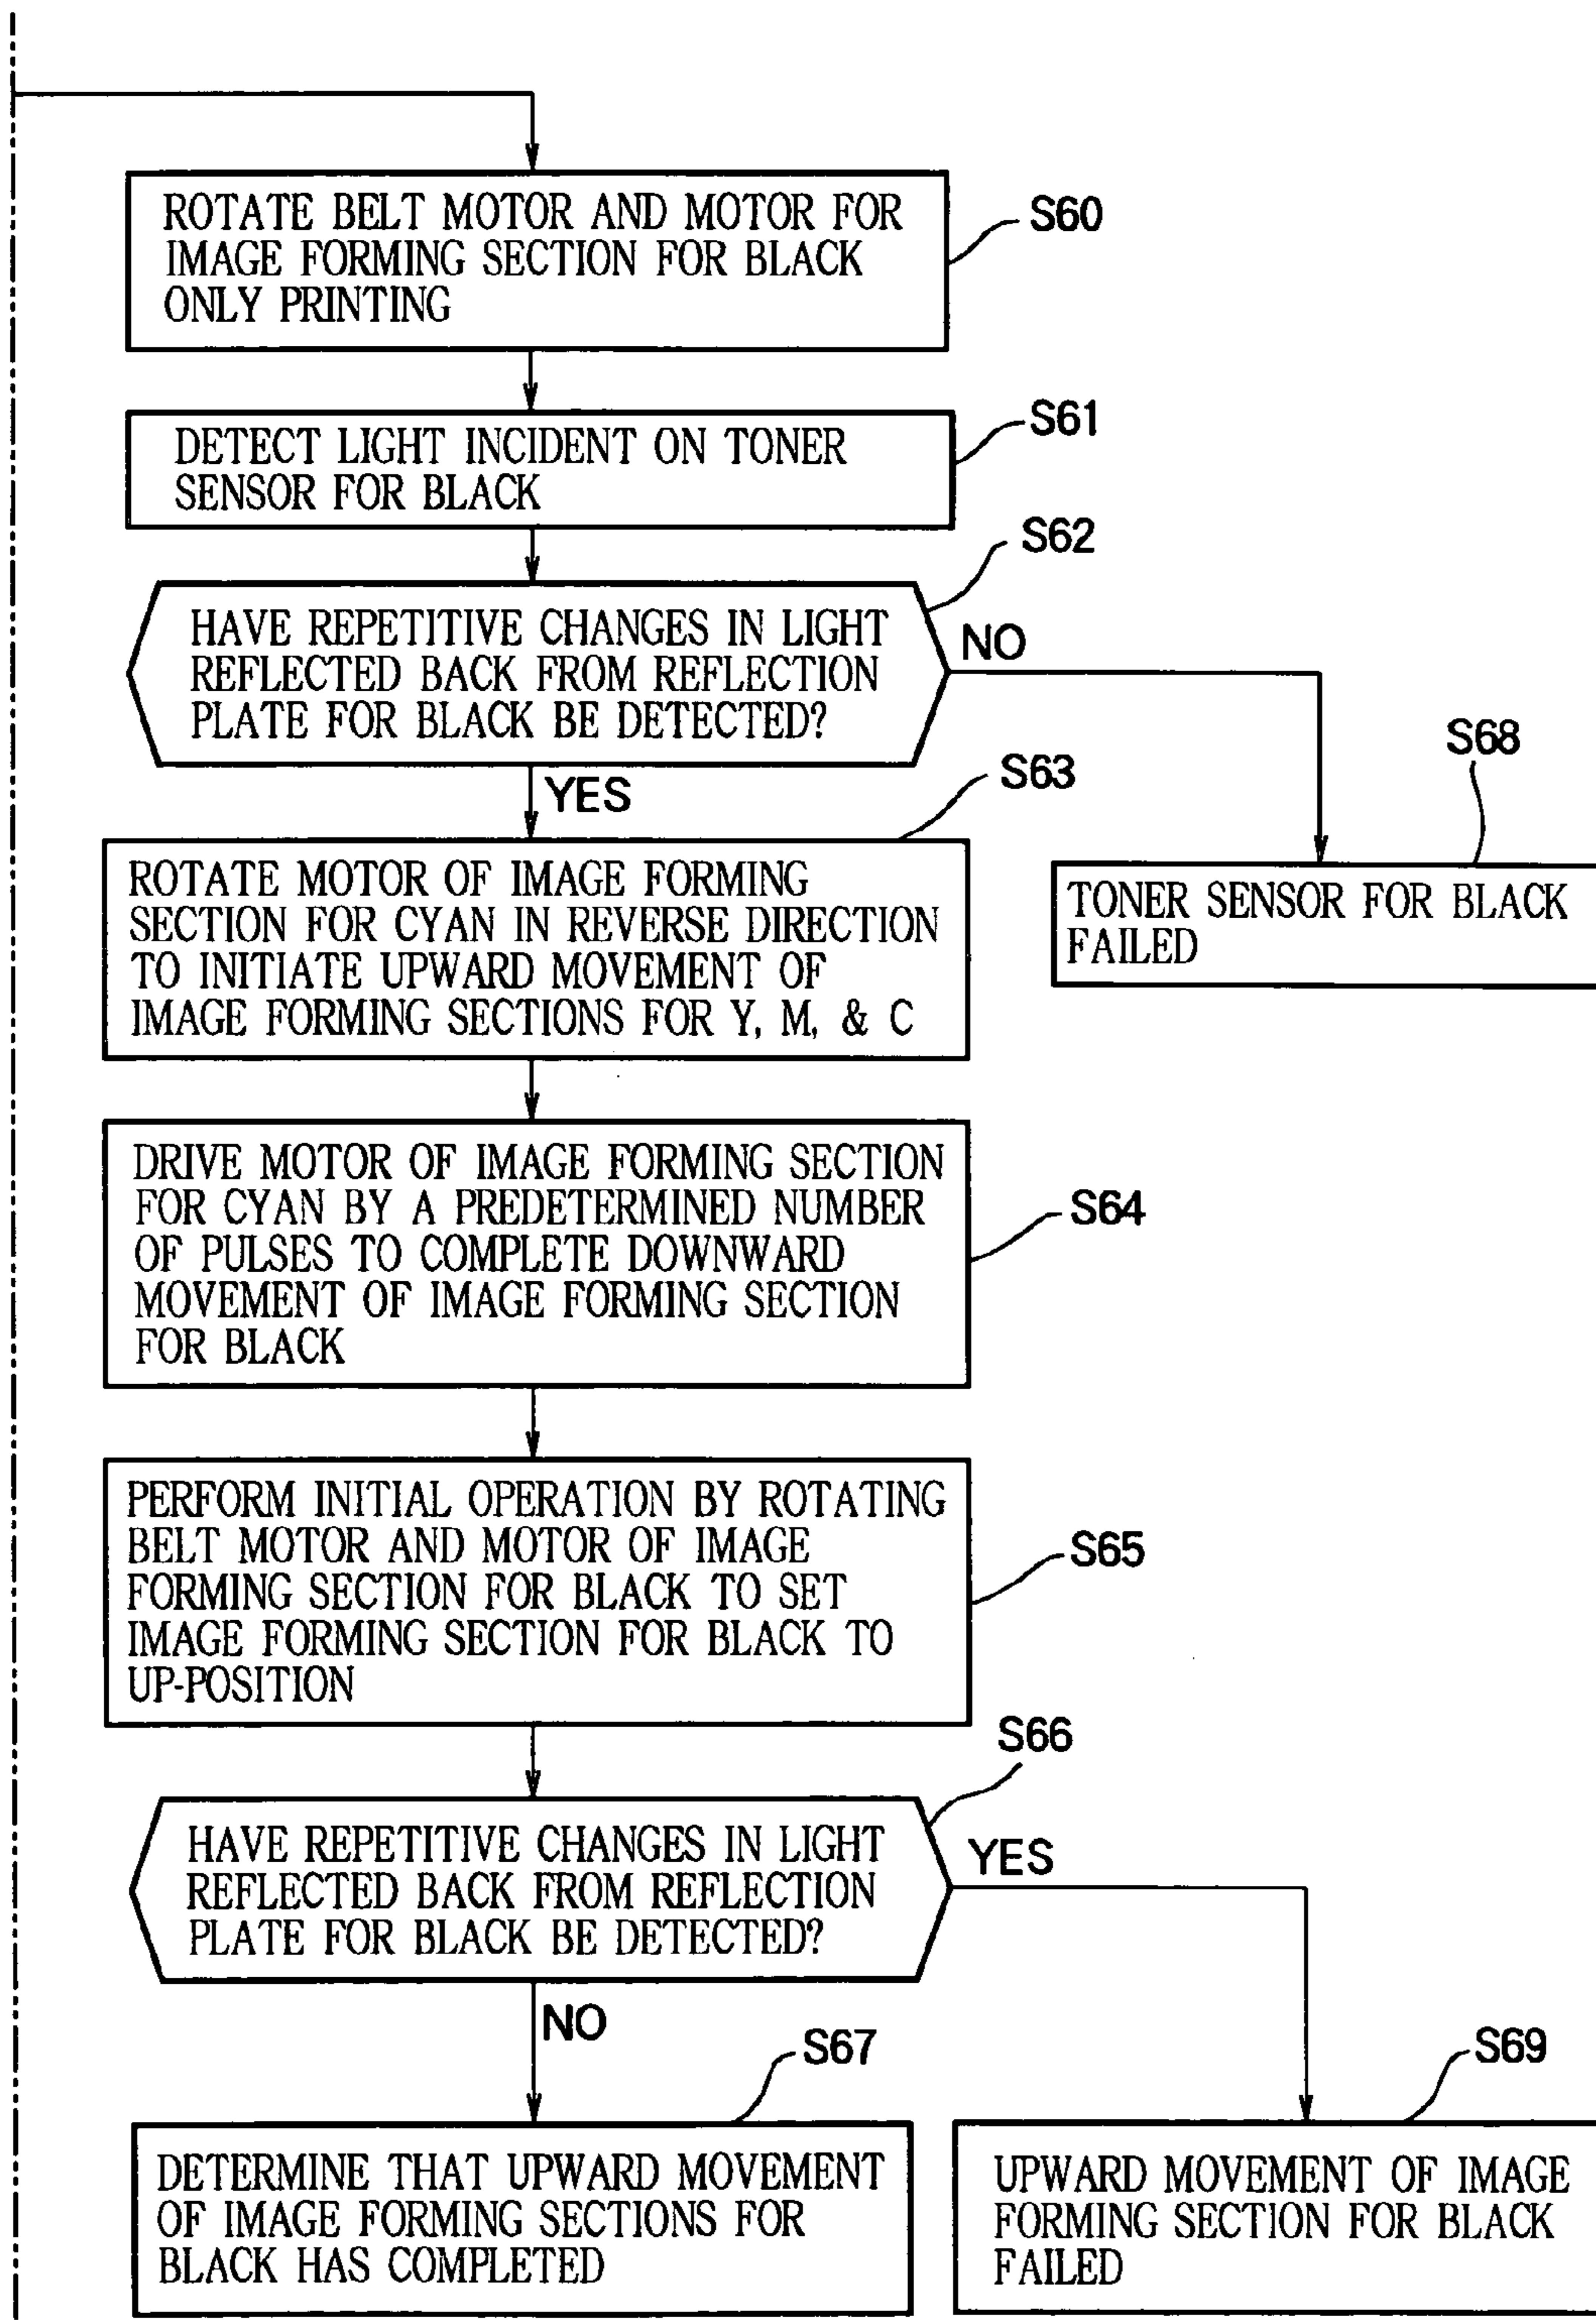 ROTATE BELT MOTOR AND MOTOR FOR
IMAGE FORMING SECTION FOR BLACK
ONLY PRINTING
S60
DETECT LIGHT INCIDENT ON TONER
SENSOR FOR BLACK
S61
S62
HAVE REPETITIVE CHANGES IN LIGHT
REFLECTED BACK FROM REFLECTION
PLATE FOR BLACK BE DETECTED?
NO
YES
S63
S68
ROTATE MOTOR OF IMAGE FORMING
SECTION FOR CYAN IN REVERSE DIRECTION
TO INITIATE UPWARD MOVEMENT OF
IMAGE FORMING SECTIONS FOR Y, M, & C
TONER SENSOR FOR BLACK
FAILED
DRIVE MOTOR OF IMAGE FORMING SECTION
FOR CYAN BY A PREDETERMINED NUMBER
OF PULSES TO COMPLETE DOWNWARD
MOVEMENT OF IMAGE FORMING SECTION
FOR BLACK
S64
PERFORM INITIAL OPERATION BY ROTATING
BELT MOTOR AND MOTOR OF IMAGE
FORMING SECTION FOR BLACK TO SET
IMAGE FORMING SECTION FOR BLACK TO
UP-POSITION
S65
S66
HAVE REPETITIVE CHANGES IN LIGHT
REFLECTED BACK FROM REFLECTION
PLATE FOR BLACK BE DETECTED?
YES
NO
S67
S69
DETERMINE THAT UPWARD MOVEMENT
OF IMAGE FORMING SECTIONS FOR
BLACK HAS COMPLETED
UPWARD MOVEMENT OF IMAGE
FORMING SECTION FOR BLACK
FAILED